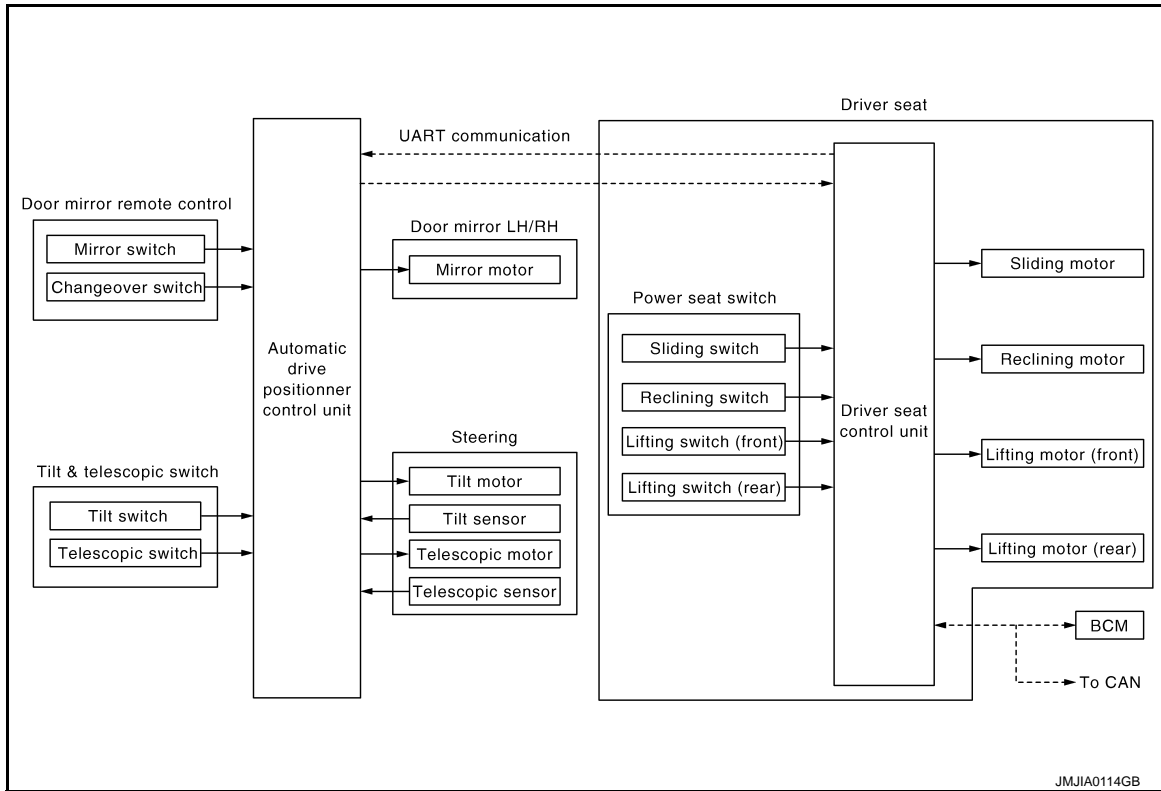 Driver seat
UART communication
Door mirror remote control
Mirror switch
Changeover switch
Door mirror LH/RH
Mirror motor
Automatic
drive
positionner
control unit
Tilt & telescopic switch
Tilt switch
Telescopic switch
Steering
Tilt motor
Tilt sensor
Telescopic motor
Telescopic sensor
Power seat switch
Sliding switch
Reclining switch
Lifting switch (front)
Lifting switch (rear)
Driver seat
control unit
Sliding motor
Reclining motor
Lifting motor (front)
Lifting motor (rear)
BCM
To CAN
JMJIA0114GB